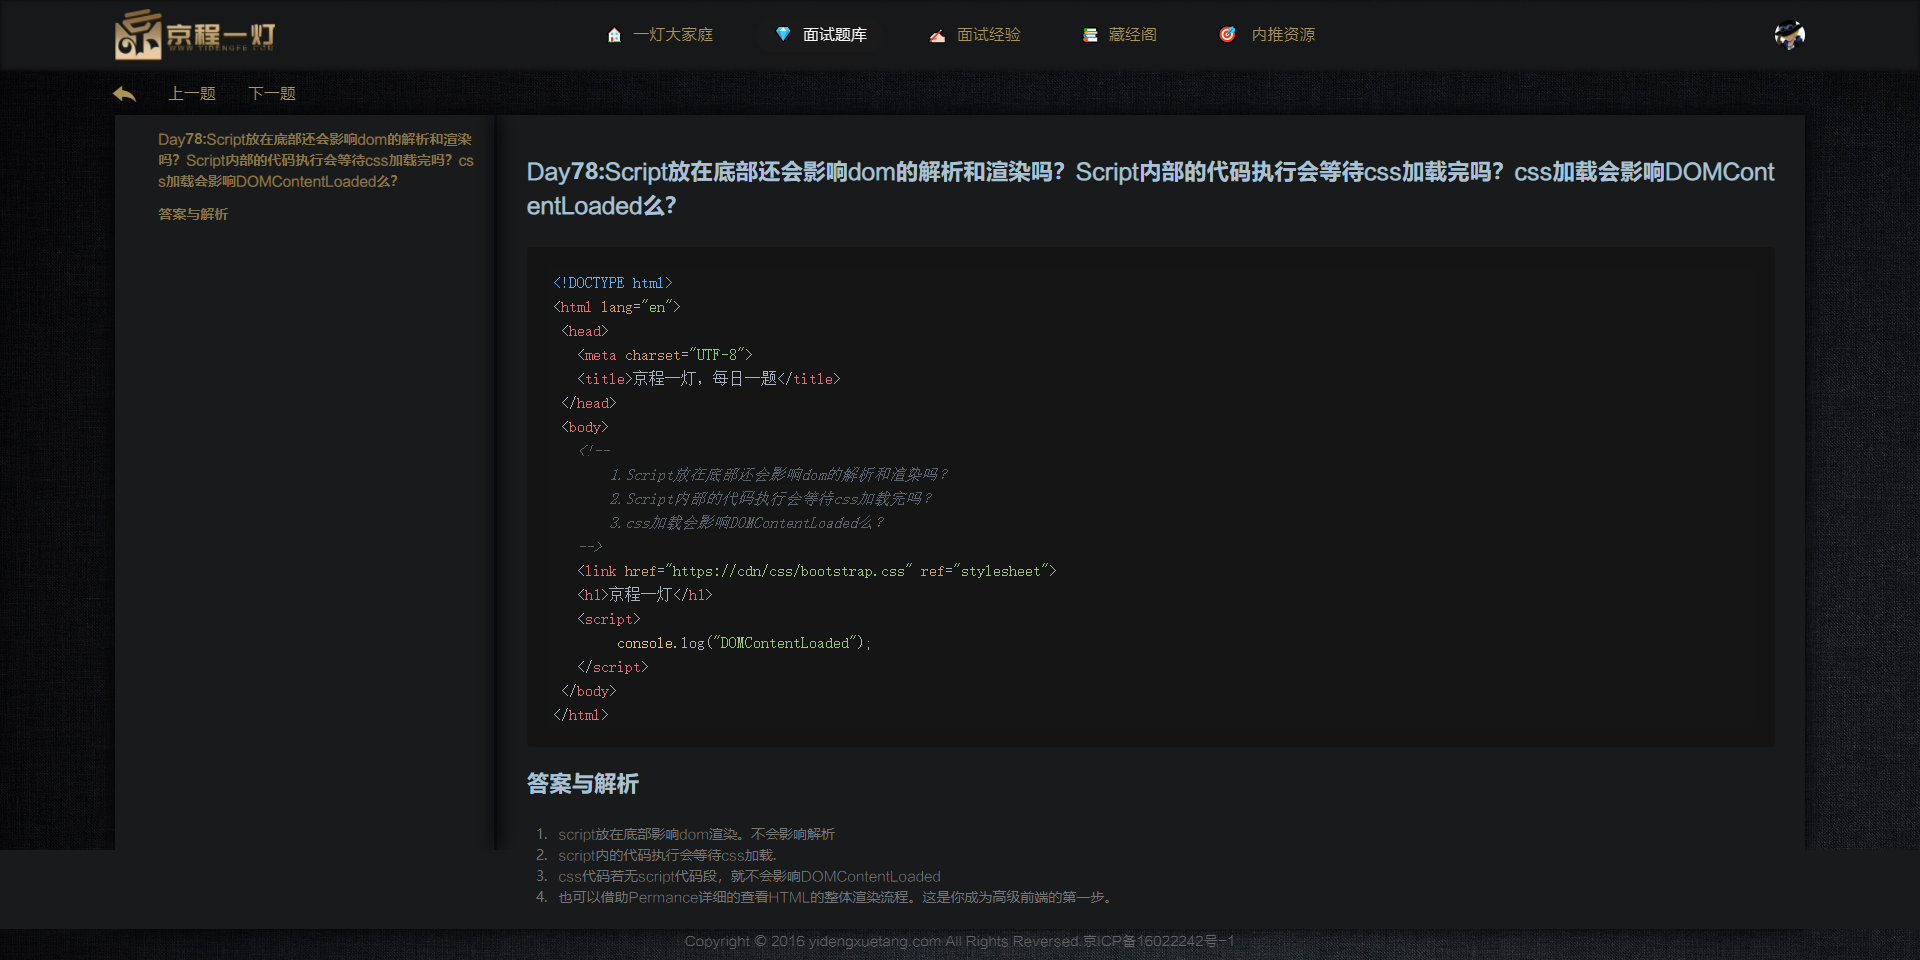 京程一灯
WWW.YIDENGFE.COM
一灯大家庭
面试题库
面试经验
藏经阁
内推资源
上一题
下一题
Day78:Script放在底部还会影响dom的解析和渲染
吗？Script内部的代码执行会等待css加载完吗？cs
s加载会影响DOMContentLoaded么?
答案与解析
Day78:Script放在底部还会影响dom的解析和渲染吗？Script内部的代码执行会等待css加载完吗？css加载会影响DOMCont
entLoaded么?
<!DOCTYPE html>
<html lang="en">
<head>
<meta charset="UTF-8">
<title>京程一灯，每日一题</title>
</head>
<body>
<!--
1.Script放在底部还会影响dom的解析和渲染吗？
2.Script内部的代码执行会等待css加载完吗？
3.css加载会影响DOMContentLoaded么？
-->
<link href="https://cdn/css/bootstrap.css" ref="stylesheet">
<h1>京程一灯</h1>
<script>
console.log("DOMContentLoaded");
</script>
</body>
</html>
答案与解析
1. script放在底部影响dom渲染。不会影响解析
2. script内的代码执行会等待css加载.
3. css代码若无script代码段，就不会影响DOMContentLoaded
4. 也可以借助Permance详细的查看HTML的整体渲染流程。这是你成为高级前端的第一步。
Copyright © 2016 yidengxuetang.com All Rights Reversed.京ICP备16022242号-1